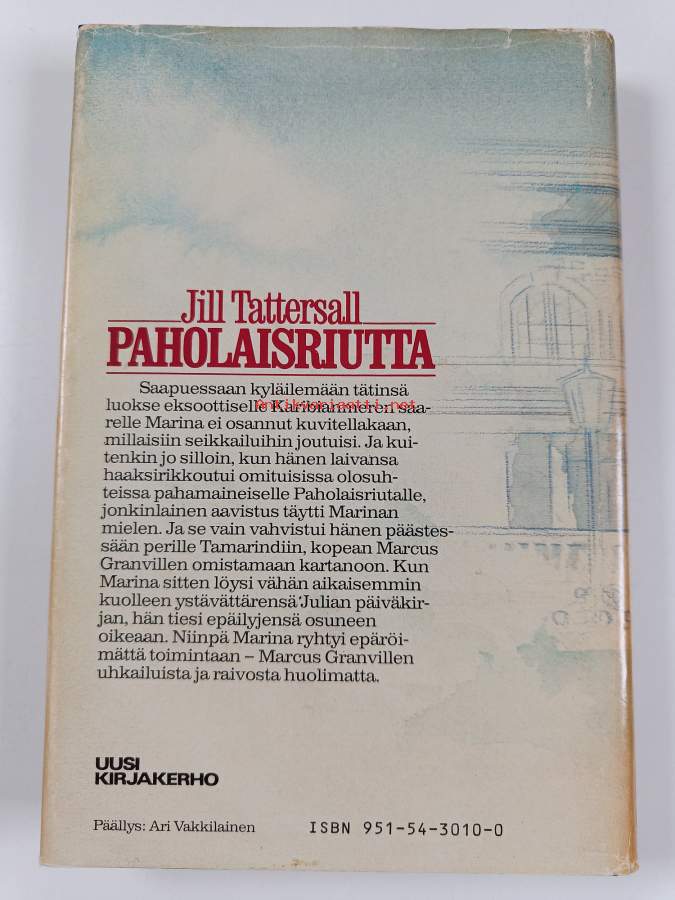 Jill Tattersall
PAHOLAISRIUTTA
Saapuessaan kyläilemään tätinsä
luokse eksoottiselle Karibianmeren saa-
Antikvariaatti.net
relle Marina ei osannut kuvitellakaan,
millaisiin seikkailuihin joutuisi. Ja kui-
tenkin jo silloin, kun hänen laivansa
haaksirikkoutui omituisissa olosuh-
teissa pahamaineiselle Paholaisriutalle,
jonkinlainen aavistus täytti Marinan
mielen. Ja se vain vahvistui hänen päästes-
sään perille Tamarindiin, kopean Marcus
Granvillen omistamaan kartanoon. Kun
Marina sitten löysi vähän aikaisemmin
kuolleen ystävättärensä Julian päiväkir-
jan, hän tiesi epäilyjensä osuneen
oikeaan. Niinpä Marina ryhtyi epäröi-
mättä toimintaan – Marcus Granvillen
uhkailuista ja raivosta huolimatta.
UUSI
KIRJAKERHO
Päällys: Ari Vakkilainen ISBN 951-54-3010-0